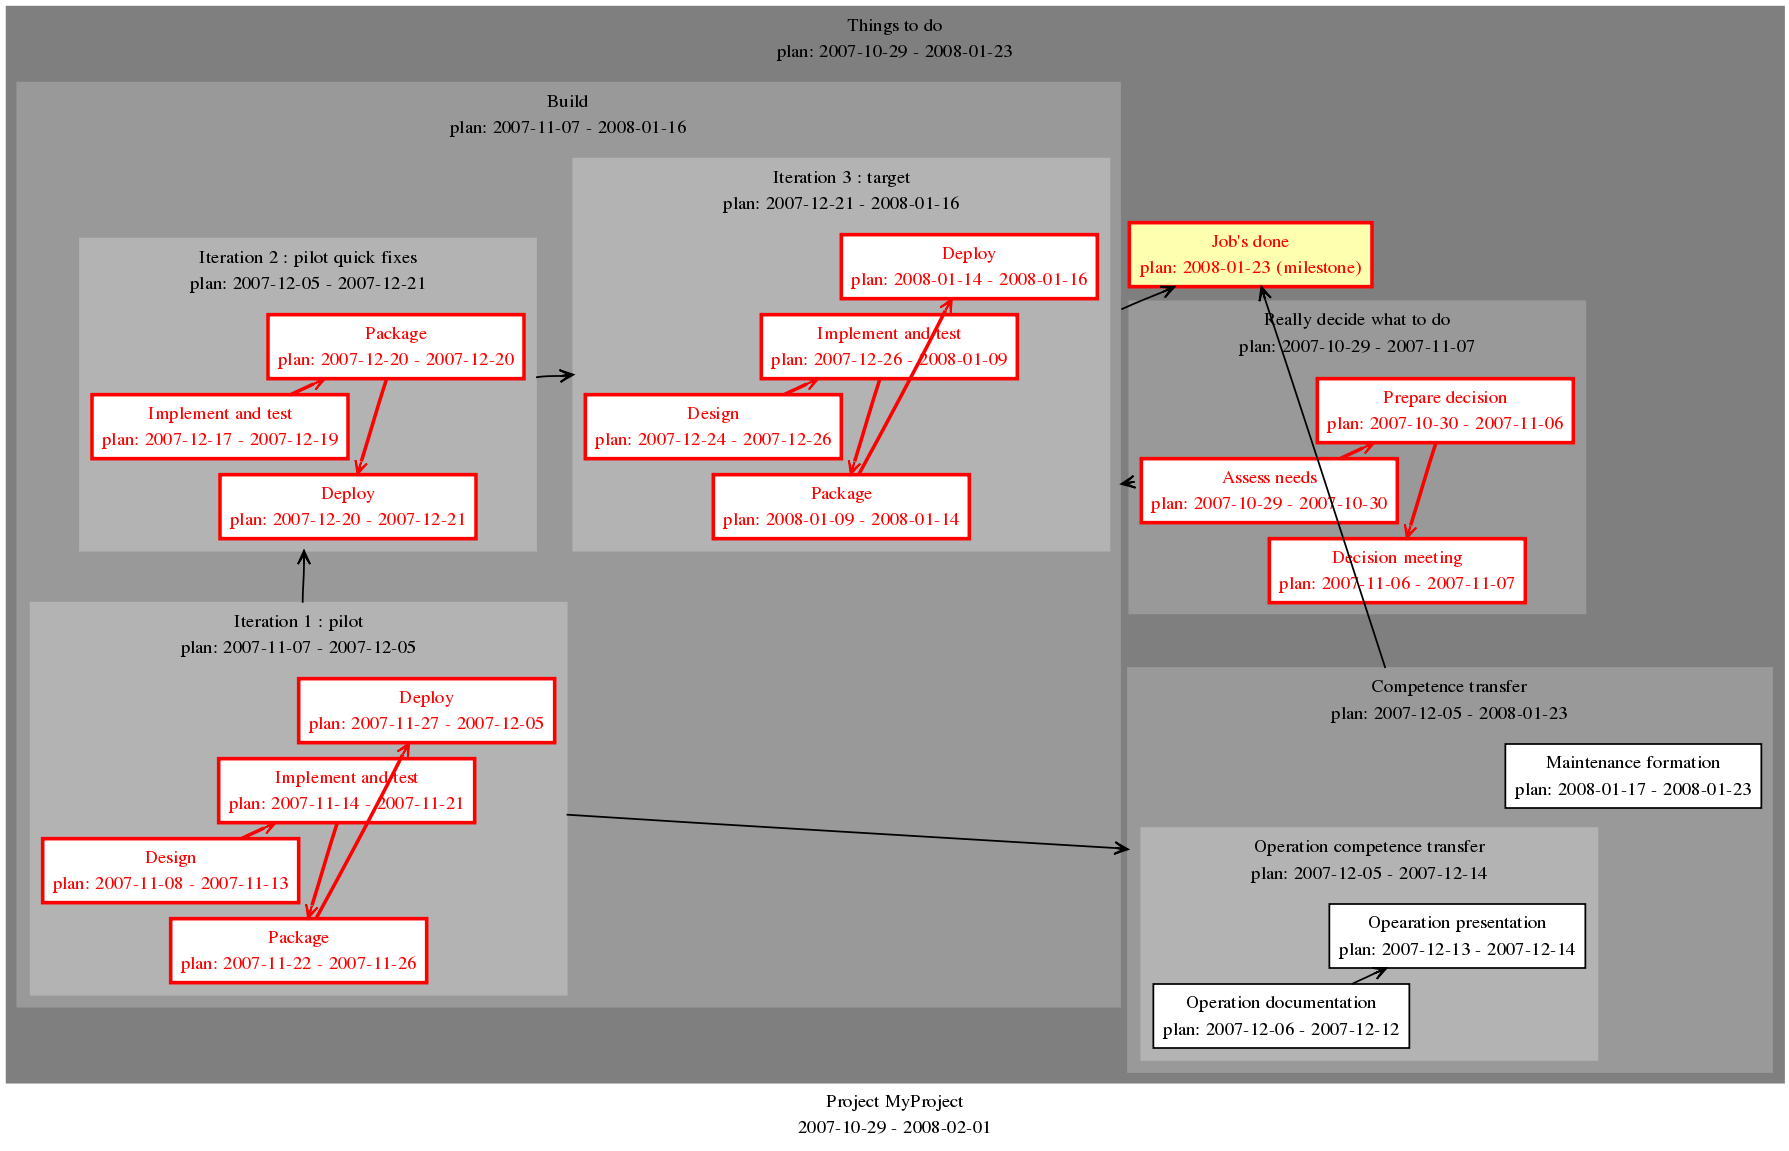 Things to do
plan: 2007-10-29 - 2008-01-23
Build
plan: 2007-11-07 - 2008-01-16
Iteration 3 : target
plan: 2007-12-21 - 2008-01-16
Deploy
plan: 2008-01-14 - 2008-01-16
Implement and test
plan: 2007-12-26 - 2008-01-09
Design
plan: 2007-12-24 - 2007-12-26
Package
plan: 2008-01-09 - 2008-01-14
Iteration 2 : pilot quick fixes
plan: 2007-12-05 - 2007-12-21
Package
plan: 2007-12-20 - 2007-12-20
Implement and test
plan: 2007-12-17 - 2007-12-19
Deploy
plan: 2007-12-20 - 2007-12-21
Iteration 1 : pilot
plan: 2007-11-07 - 2007-12-05
Deploy
plan: 2007-11-27 - 2007-12-05
Implement and test
plan: 2007-11-14 - 2007-11-21
Design
plan: 2007-11-08 - 2007-11-13
Package
plan: 2007-11-22 - 2007-11-26
Job's done
plan: 2008-01-23 (milestone)
Really decide what to do
plan: 2007-10-29 - 2007-11-07
Prepare decision
plan: 2007-10-30 - 2007-11-06
Assess needs
plan: 2007-10-29 - 2007-10-30
Decision meeting
plan: 2007-11-06 - 2007-11-07
Competence transfer
plan: 2007-12-05 - 2008-01-23
Maintenance formation
plan: 2008-01-17 - 2008-01-23
Operation competence transfer
plan: 2007-12-05 - 2007-12-14
Opearation presentation
plan: 2007-12-13 - 2007-12-14
Operation documentation
plan: 2007-12-06 - 2007-12-12
Project MyProject
2007-10-29 - 2008-02-01